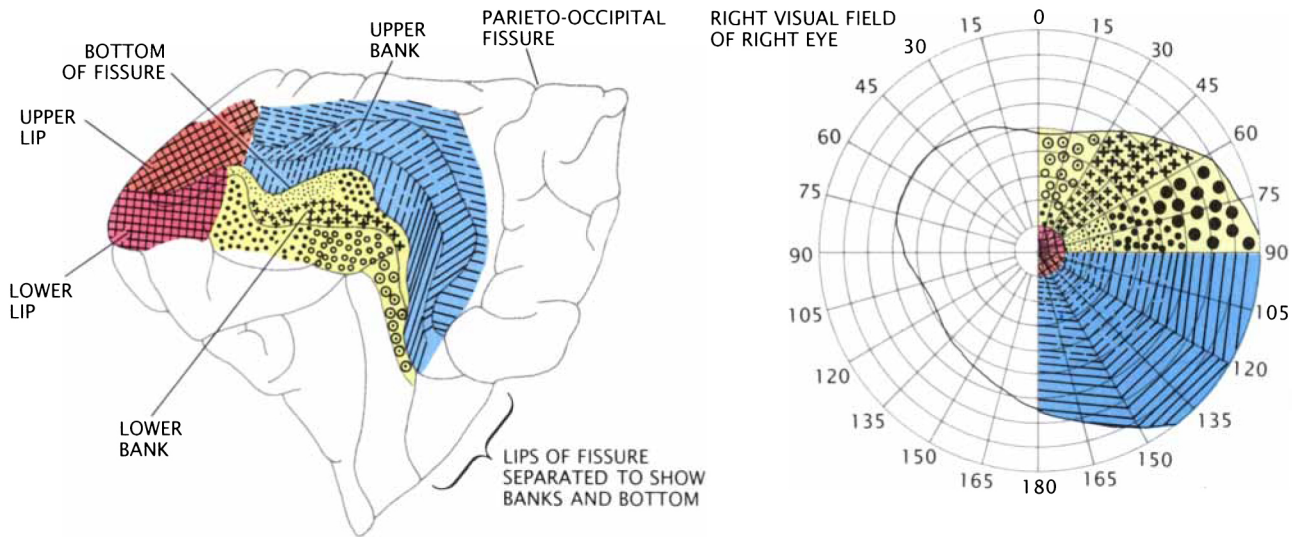 PARIETO-OCCIPITAL
FISSURE
UPPER
BANK
BOTTOM
OF FISSURE
UPPER
LIP
LOWER
LIP
LOWER
BANK
LIPS OF FISSURE
SEPARATED TO SHOW
BANKS AND BOTTOM
RIGHT VISUAL FIELD
OF RIGHT EYE
0
15
15
30
30
45
45
60
60
75
75
90
90
105
105
120
120
135
135
150
150
165
165
180